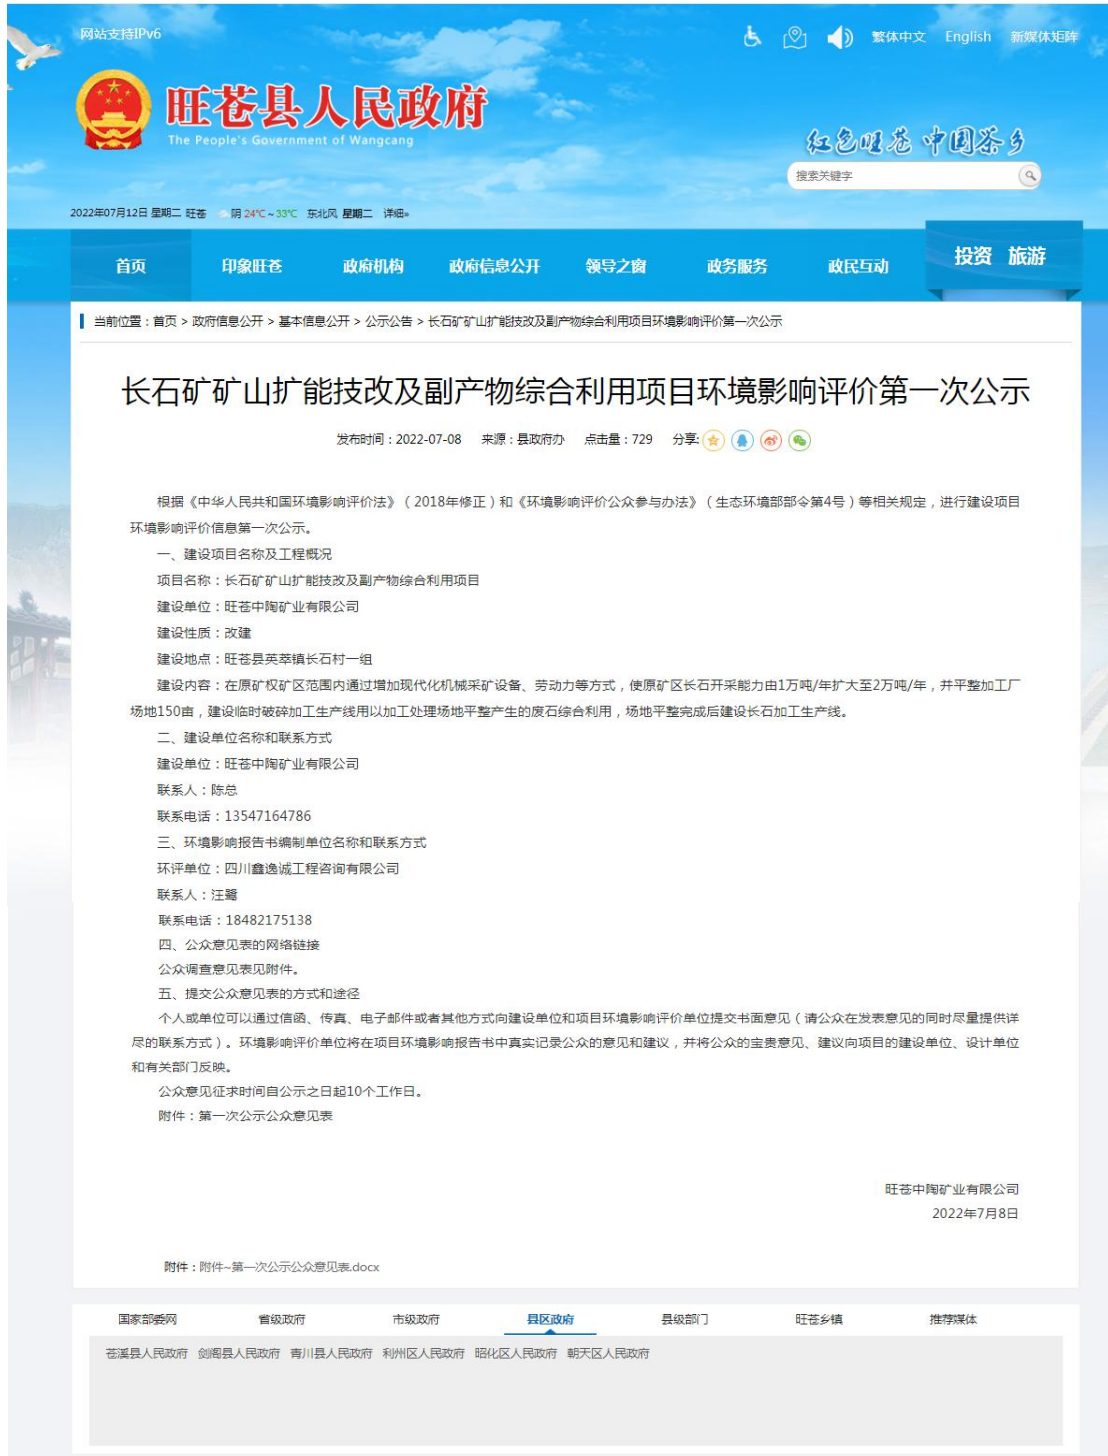 网站支持IPv6
繁体中文 English 新媒体矩阵
旺苍县人民政府
The People's Government of Wangcang
红色旺苍 中国茶乡
搜素关键字
2022年07月12日 星期二 旺苍 阴 24℃~33℃ 东北风 星期二 详细»
首页 印象旺苍 政府机构 政府信息公开 领导之窗 政务服务 政民互动 投资 旅游
当前位置：首页 > 政府信息公开 > 基本信息公开 > 公示公告 > 长石矿矿山扩能技改及副产物综合利用项目环境影响评价第一次公示
长石矿矿山扩能技改及副产物综合利用项目环境影响评价第一次公示
发布时间：2022-07-08 来源：县政府办 点击量：729 分享:
根据《中华人民共和国环境影响评价法》（2018年修正）和《环境影响评价公众参与办法》（生态环境部部令第4号）等相关规定，进行建设项目
环境影响评价信息第一次公示。
一、建设项目名称及工程概况
项目名称：长石矿矿山扩能技改及副产物综合利用项目
建设单位：旺苍中陶矿业有限公司
建设性质：改建
建设地点：旺苍县英萃镇长石村一组
建设内容：在原矿权矿区范围内通过增加现代化机械采矿设备、劳动力等方式，使原矿区长石开采能力由1万吨/年扩大至2万吨/年，并平整加工厂
场地150亩，建设临时破碎加工生产线用以加工处理场地平整产生的废石综合利用，场地平整完成后建设长石加工生产线。
二、建设单位名称和联系方式
建设单位：旺苍中陶矿业有限公司
联系人：陈总
联系电话：13547164786
三、环境影响报告书编制单位名称和联系方式
环评单位：四川鑫逸诚工程咨询有限公司
联系人：汪鹭
联系电话：18482175138
四、公众意见表的网络链接
公众调查意见表见附件。
五、提交公众意见表的方式和途径
个人或单位可以通过信函、传真、电子邮件或者其他方式向建设单位和项目环境影响评价单位提交书面意见（请公众在发表意见的同时尽量提供详
尽的联系方式）。环境影响评价单位将在项目环境影响报告书中真实记录公众的意见和建议，并将公众的宝贵意见、建议向项目的建设单位、设计单位
和有关部门反映。
公众意见征求时间自公示之日起10个工作日。
附件：第一次公示公众意见表
旺苍中陶矿业有限公司
2022年7月8日
附件：附件~第一次公示公众意见表.docx
国家部委网 省级政府 市级政府 县区政府 县级部门 旺苍乡镇 推荐媒体
苍溪县人民政府 剑阁县人民政府 青川县人民政府 利州区人民政府 昭化区人民政府 朝天区人民政府